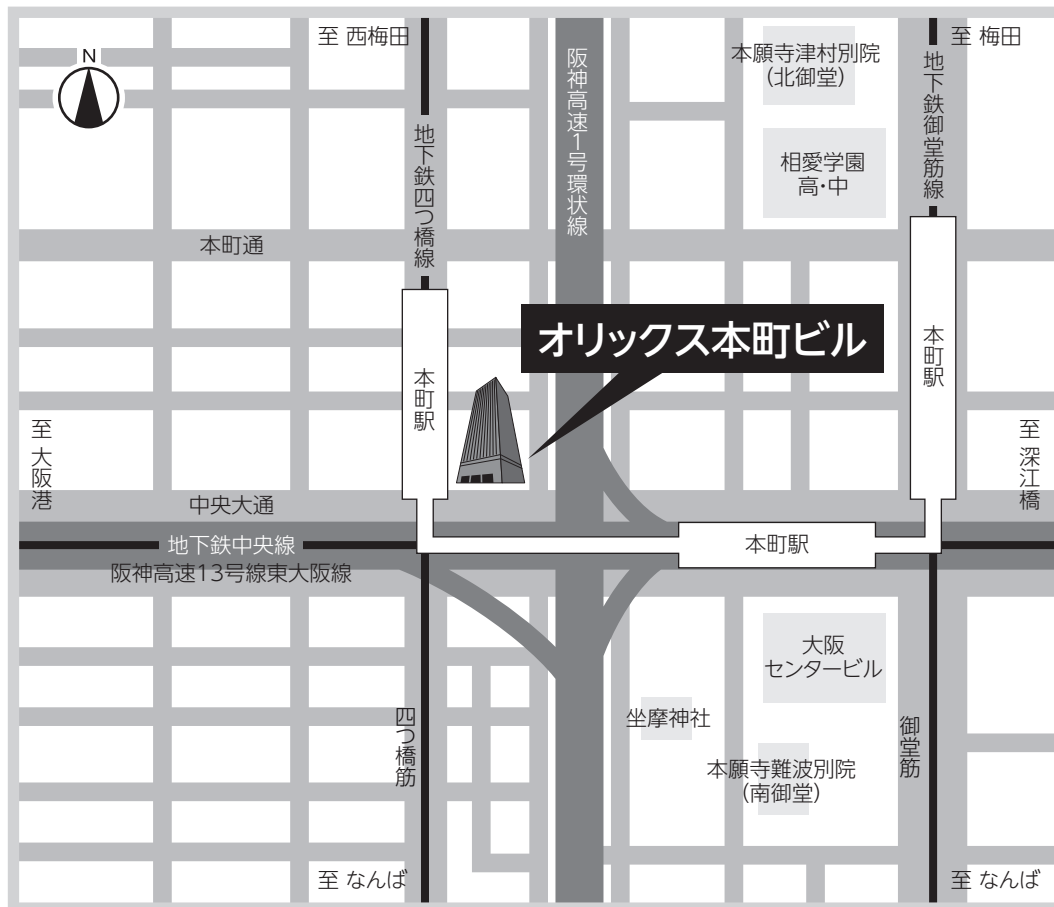 至 西梅田
至 梅田
N
本願寺津村別院
(北御堂)
阪神高速1号環状線
地下鉄御堂筋線
地下鉄四つ橋線
相愛学園
高・中
本町通
オリックス本町ビル
本町駅
本町駅
至 大阪港
至 深江橋
中央大通
地下鉄中央線
本町駅
阪神高速13号線東大阪線
大阪
センタービル
坐摩神社
四つ橋筋
御堂筋
本願寺難波別院
(南御堂)
至 なんば
至 なんば